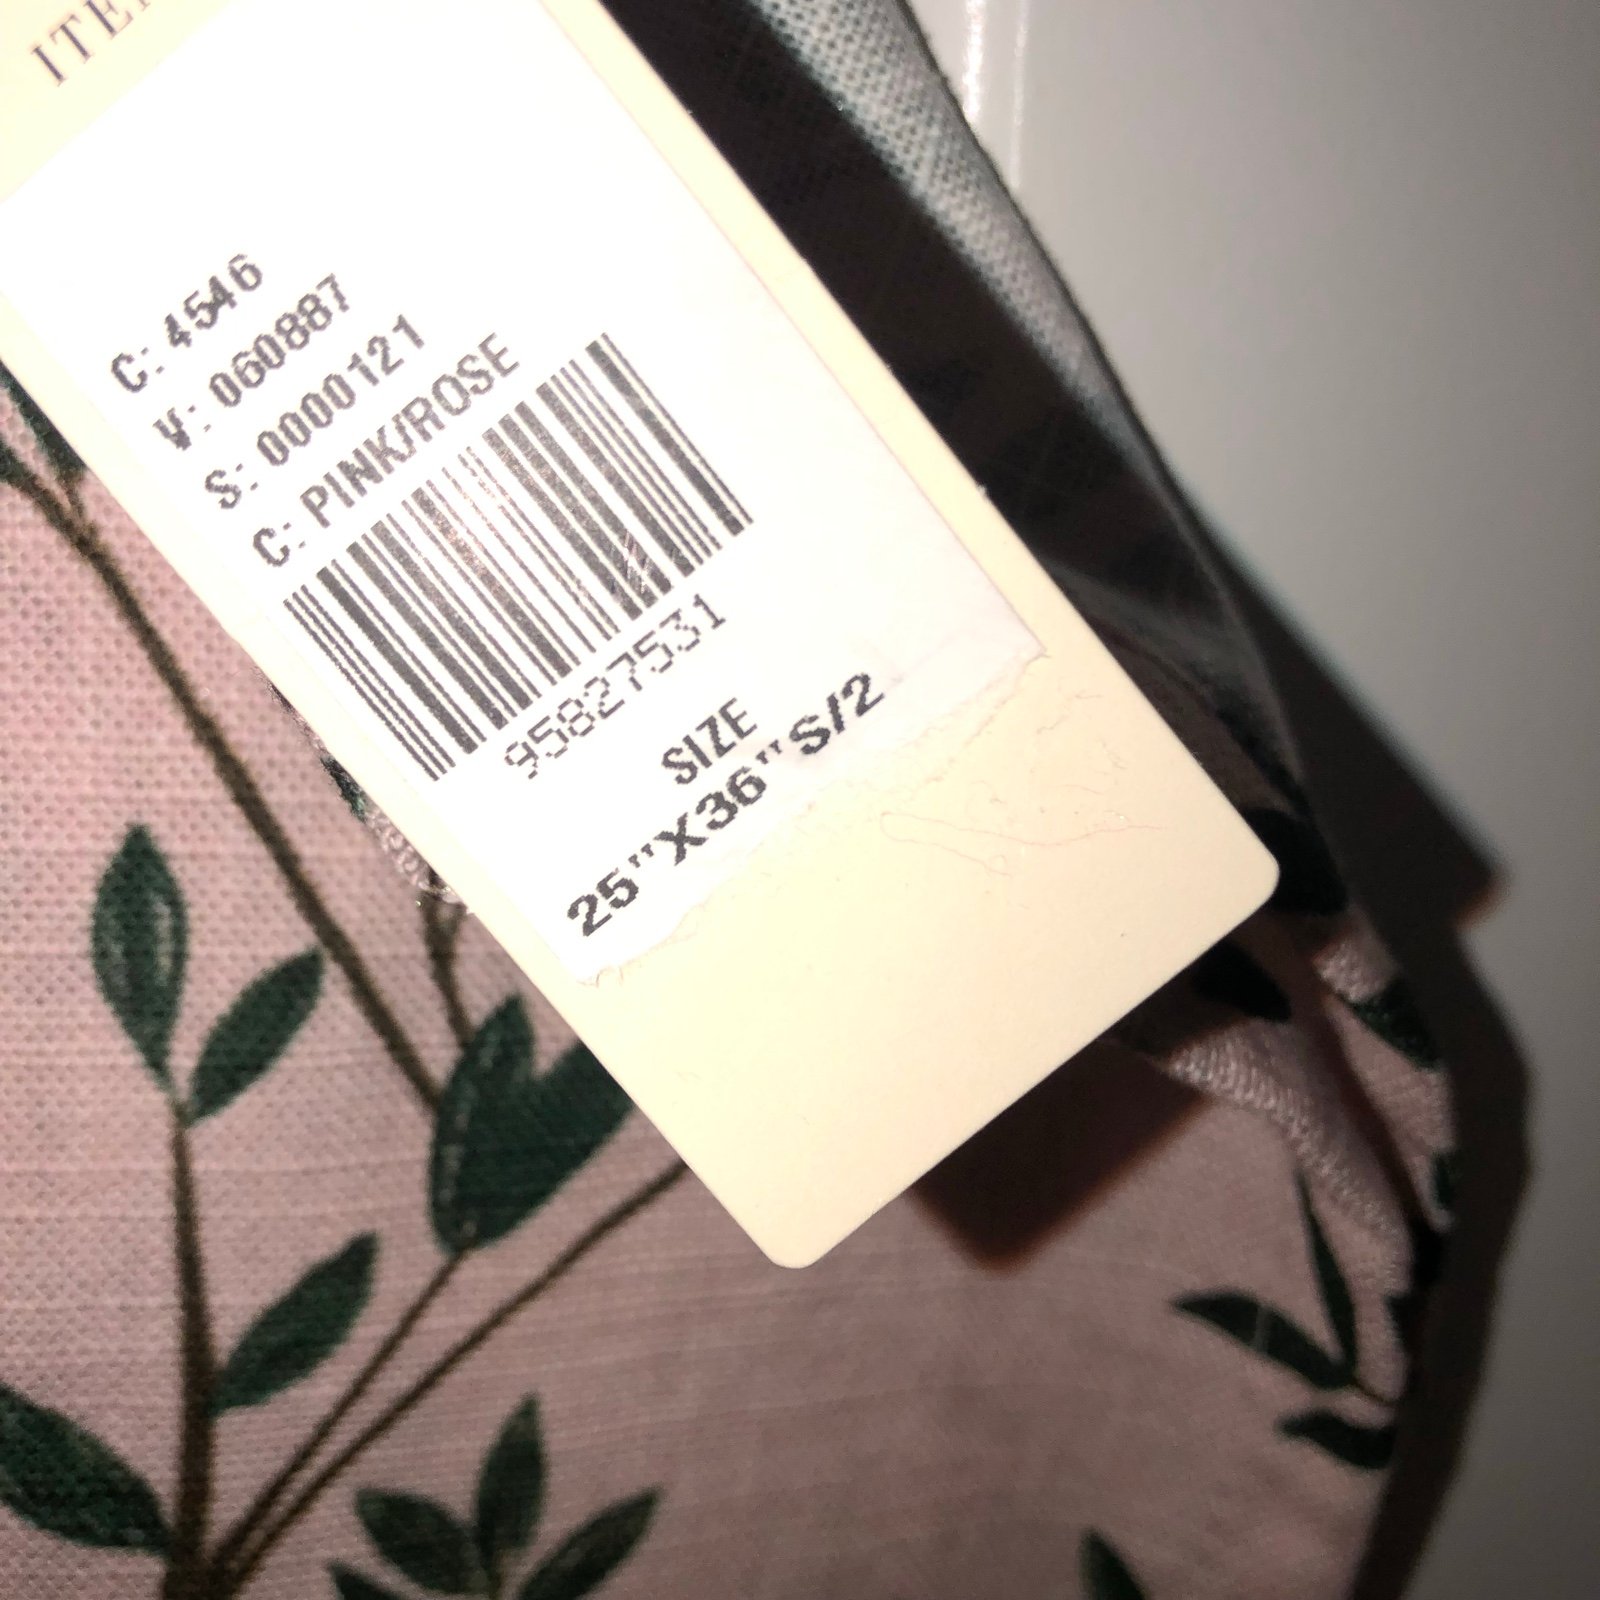 C: 4546
V: 060887
S: 0000121
C: PINK/ROSE
95827531
SIZE
25"X36"S/2